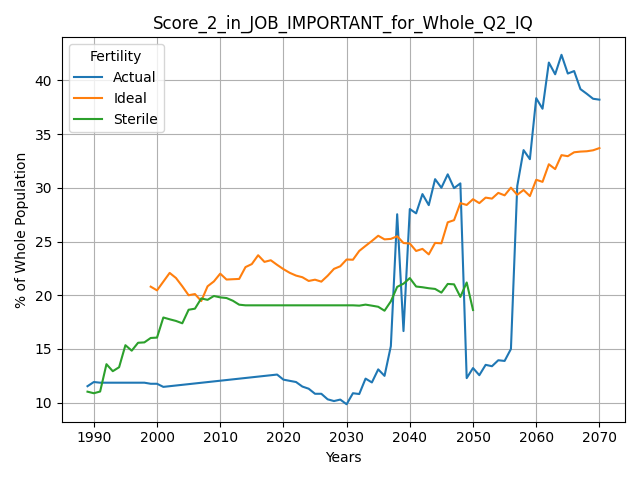 Score_2_in_JOB_IMPORTANT_for_Whole_Q2_IQ
Fertility
Actual
Ideal
Sterile
% of Whole Population
40
35
30
25
20
15
10
1990 2000 2010 2020 2030 2040 2050 2060 2070
Years